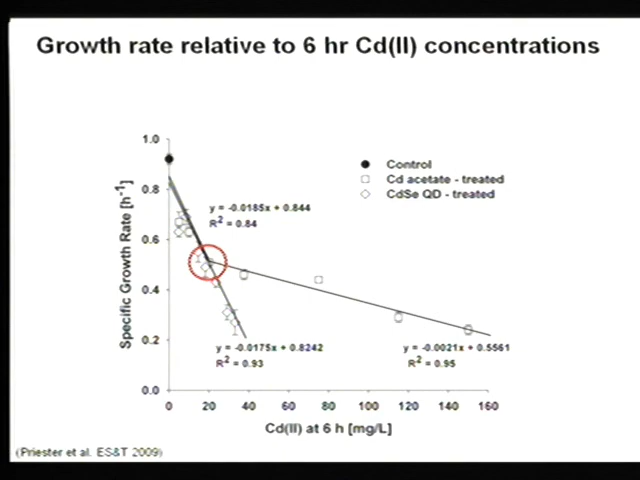 Growth rate relative to 6 hr Cd(II) concentrations
1.0
0.8
0.6
0.4
0.2
0.0
Specific Growth Rate [h-1]
Control
Cd acetate - treated
CdSe QD - treated
y = -0.0185x + 0.844
R2 = 0.84
y = -0.0175x + 0.8242
R2 = 0.93
y = -0.0021x + 0.5561
R2 = 0.95
0 20 40 60 80 100 120 140 160
Cd(II) at 6 h [mg/L]
(Priester et al. ES&T 2009)